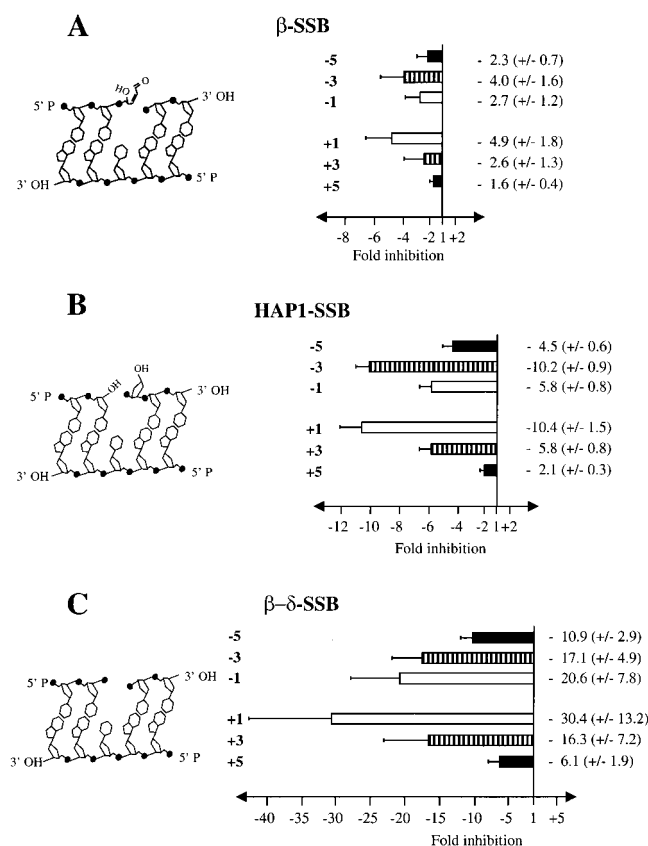 A
β-SSB
HO
O
5' P
3' OH
3' OH
5' P
-5 - 2.3 (+/- 0.7)
-3 - 4.0 (+/- 1.6)
-1 - 2.7 (+/- 1.2)
+1 - 4.9 (+/- 1.8)
+3 - 2.6 (+/- 1.3)
+5 - 1.6 (+/- 0.4)
-8 -6 -4 -2 1 +2
Fold inhibition
B
HAP1-SSB
OH
OH
5' P
3' OH
3' OH
5' P
-5 - 4.5 (+/- 0.6)
-3 -10.2 (+/- 0.9)
-1 - 5.8 (+/- 0.8)
+1 -10.4 (+/- 1.5)
+3 - 5.8 (+/- 0.8)
+5 - 2.1 (+/- 0.3)
-12 -10 -8 -6 -4 -2 1 +2
Fold inhibition
C
β–δ-SSB
5' P
3' OH
3' OH
5' P
-5 - 10.9 (+/- 2.9)
-3 - 17.1 (+/- 4.9)
-1 - 20.6 (+/- 7.8)
+1 - 30.4 (+/- 13.2)
+3 - 16.3 (+/- 7.2)
+5 - 6.1 (+/- 1.9)
-40 -35 -30 -25 -20 -15 -10 -5 1 +5
Fold inhibition